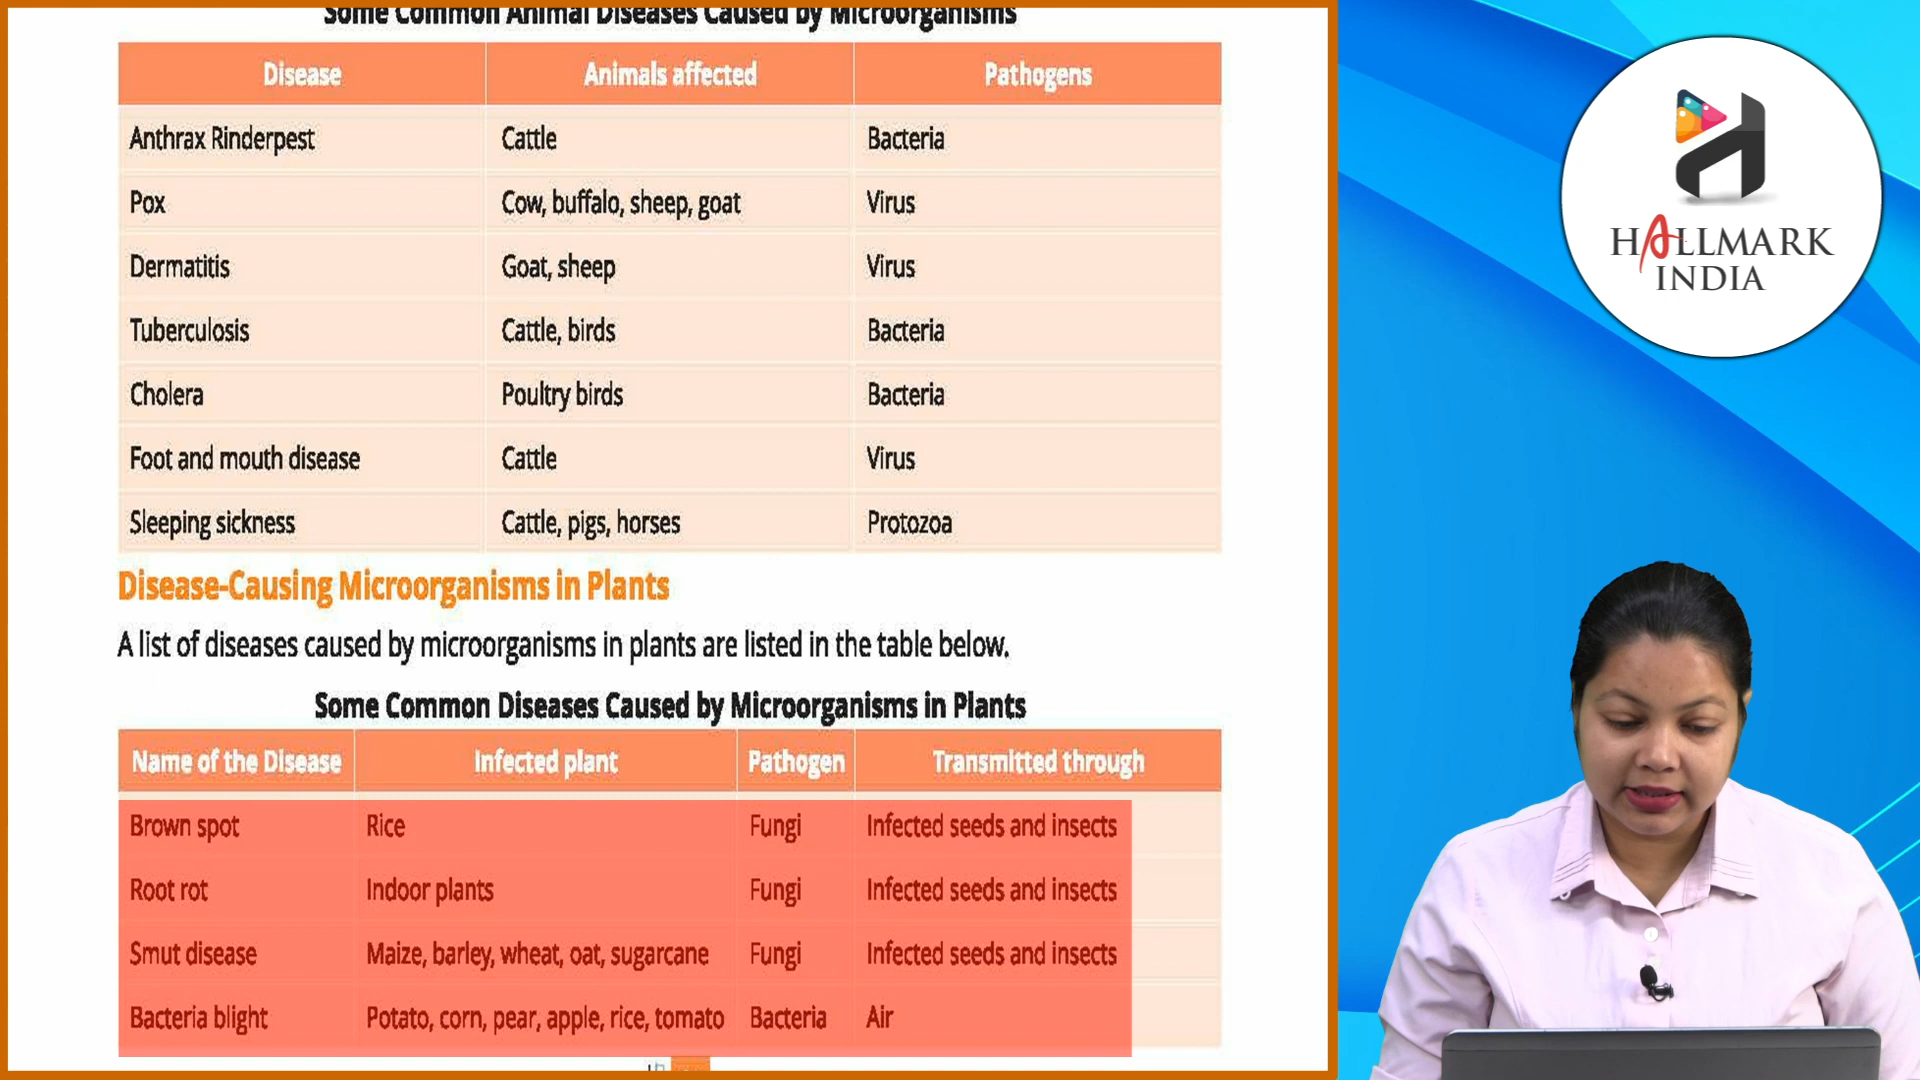 Some Common Animal Diseases Caused by Microorganisms
Disease Animals affected Pathogens
Anthrax Rinderpest Cattle Bacteria
Pox Cow, buffalo, sheep, goat Virus
Dermatitis Goat, sheep Virus
Tuberculosis Cattle, birds Bacteria
Cholera Poultry birds Bacteria
Foot and mouth disease Cattle Virus
Sleeping sickness Cattle, pigs, horses Protozoa
Disease-Causing Microorganisms in Plants
A list of diseases caused by microorganisms in plants are listed in the table below.
Some Common Diseases Caused by Microorganisms in Plants
Name of the Disease Infected plant Pathogen Transmitted through
Brown spot Rice Fungi Infected seeds and insects
Root rot Indoor plants Fungi Infected seeds and insects
Smut disease Maize, barley, wheat, oat, sugarcane Fungi Infected seeds and insects
Bacteria blight Potato, corn, pear, apple, rice, tomato Bacteria Air
HALLMARK
INDIA